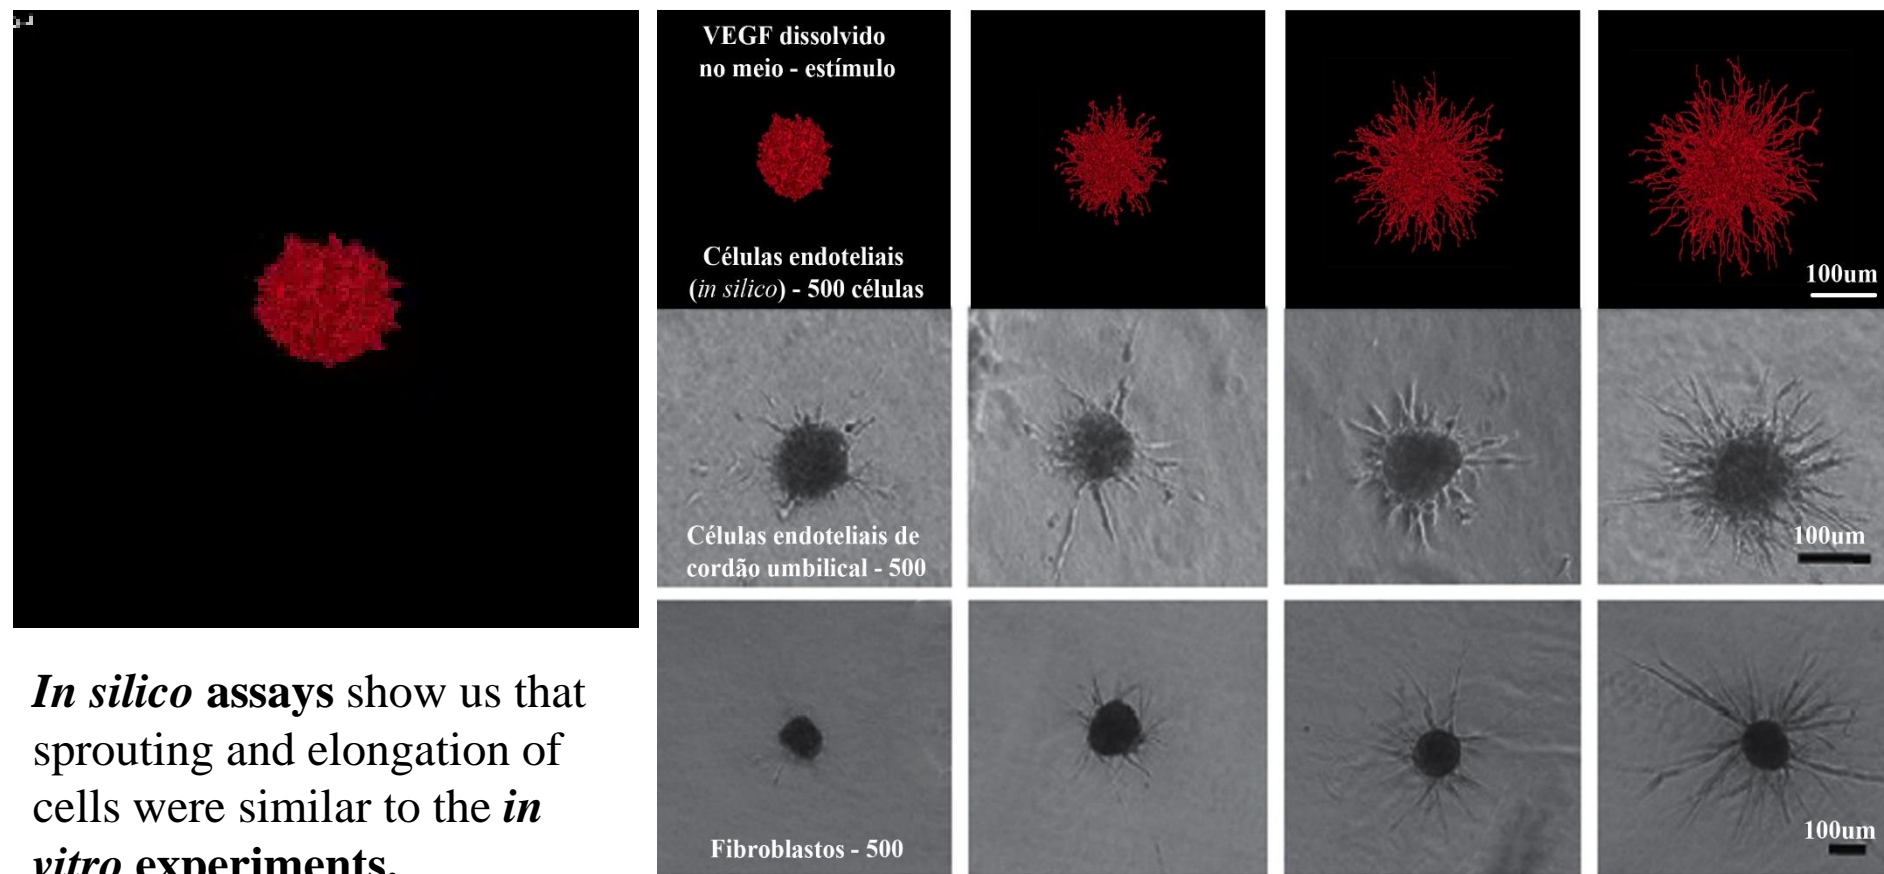 VEGF dissolvido
no meio - estímulo
Células endoteliais
(in silico) - 500 células
100um
Células endoteliais de
cordão umbilical - 500
100um
Fibroblastos - 500
100um
In silico assays show us that
sprouting and elongation of
cells were similar to the in
vitro experiments.